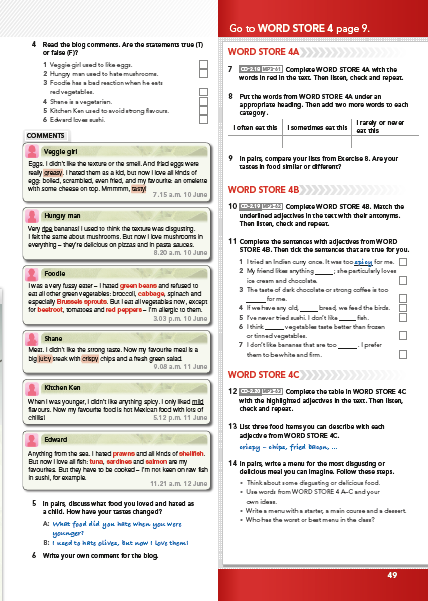 4 Read the blog comments. Are the statements true (T)
or false (F)?
1 Veggie girl used to like eggs.
2 Hungry man used to hate mushrooms.
3 Foodie has a bad reaction when he eats
red vegetables.
4 Shane is a vegetarian.
5 Kitchen Ken used to avoid strong flavours.
6 Edward loves sushi.
COMMENTS
Veggie girl
Eggs. I didn't like the texture or the smell. And fried eggs were
really greasy. I hated them as a kid, but now I love all kinds of
egg: boiled, scrambled, even fried, and my favourite: an omelette
with some cheese on top. Mmmmm, tasty!
7.15 a.m. 10 June
Hungry man
Very ripe bananas! I used to think the texture was disgusting.
I felt the same about mushrooms. But now I love mushrooms in
everything – they're delicious on pizzas and in pasta sauces.
8.20 a.m. 10 June
Foodie
I was a very fussy eater – I hated green beans and refused to
eat all other green vegetables: broccoli, cabbage, spinach and
especially Brussels sprouts. But I eat all vegetables now, except
for beetroot, tomatoes and red peppers – I'm allergic to them.
3.03 p.m. 10 June
Shane
Meat. I didn't like the strong taste. Now my favourite meal is a
big juicy steak with crispy chips and a fresh green salad.
9.08 a.m. 11 June
Kitchen Ken
When I was younger, I didn't like anything spicy. I only liked mild
flavours. Now my favourite food is hot Mexican food with lots of
chillis!
5.12 p.m. 11 June
Edward
Anything from the sea. I hated prawns and all kinds of shellfish.
But now I love all fish: tuna, sardines and salmon are my
favourites. But they have to be cooked – I'm not keen on raw fish
in sushi, for example.
11.21 a.m. 12 June
5 In pairs, discuss what food you loved and hated as
a child. How have your tastes changed?
A: What food did you hate when you were
younger?
B: I used to hate olives, but now I love them!
6 Write your own comment for the blog.
Go to WORD STORE 4 page 9.
WORD STORE 4A
7 Complete WORD STORE 4A with the
words in red in the text. Then listen, check and repeat.
8 Put the words from WORD STORE 4A under an
appropriate heading. Then add two more words to each
category.
I often eat this I sometimes eat this I rarely or never
eat this
9 In pairs, compare your lists from Exercise 8. Are your
tastes in food similar or different?
WORD STORE 4B
10 Complete WORD STORE 4B. Match the
underlined adjectives in the text with their antonyms.
Then listen, check and repeat.
11 Complete the sentences with adjectives from WORD
STORE 4B. Then tick the sentences that are true for you.
1 I tried an Indian curry once. It was too spicy for me.
2 My friend likes anything _____; she particularly loves
ice cream and chocolate.
3 The taste of dark chocolate or strong coffee is too
_____ for me.
4 If we have any old, _____ bread, we feed the birds.
5 I've never tried sushi. I don't like _____ fish.
6 I think _____ vegetables taste better than frozen
or tinned vegetables.
7 I don't like bananas that are too _____. I prefer
them to be white and firm.
WORD STORE 4C
12 Complete the table in WORD STORE 4C
with the highlighted adjectives in the text. Then listen,
check and repeat.
13 List three food items you can describe with each
adjective from WORD STORE 4C.
crispy – chips, fried bacon, ...
14 In pairs, write a menu for the most disgusting or
delicious meal you can imagine. Follow these steps.
• Think about some disgusting or delicious food.
• Use words from WORD STORE 4 A–C and your
own ideas.
• Write a menu with a starter, a main course and a dessert.
• Who has the worst or best menu in the class?
49